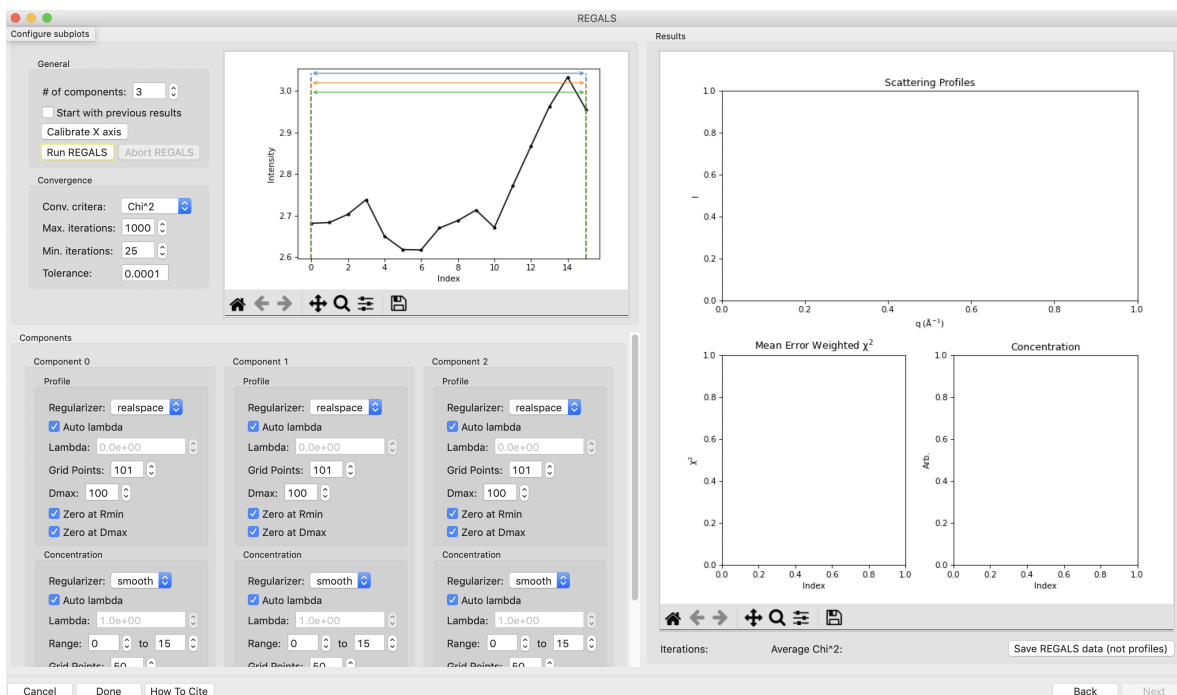 REGALS
Configure subplots
General
# of components: 3
Start with previous results
Calibrate X axis
Run REGALS Abort REGALS
Convergence
Conv. critera: Chi^2
Max. iterations: 1000
Min. iterations: 25
Tolerance: 0.0001
3.0
2.9
2.8
2.7
2.6
Intensity
0 2 4 6 8 10 12 14
Index
Components
Component 0
Profile
Regularizer: realspace
Auto lambda
Lambda: 0.0e+00
Grid Points: 101
Dmax: 100
Zero at Rmin
Zero at Dmax
Concentration
Regularizer: smooth
Auto lambda
Lambda: 1.0e+00
Range: 0 to 15
Grid Points: 50
Component 1
Profile
Regularizer: realspace
Auto lambda
Lambda: 0.0e+00
Grid Points: 101
Dmax: 100
Zero at Rmin
Zero at Dmax
Concentration
Regularizer: smooth
Auto lambda
Lambda: 1.0e+00
Range: 0 to 15
Grid Points: 50
Component 2
Profile
Regularizer: realspace
Auto lambda
Lambda: 0.0e+00
Grid Points: 101
Dmax: 100
Zero at Rmin
Zero at Dmax
Concentration
Regularizer: smooth
Auto lambda
Lambda: 1.0e+00
Range: 0 to 15
Grid Points: 50
Results
Scattering Profiles
1.0
0.8
0.6
0.4
0.2
0.0
I
0.0 0.2 0.4 0.6 0.8 1.0
q (Å⁻¹)
Mean Error Weighted χ²
1.0
0.8
0.6
0.4
0.2
0.0
χ²
0.0 0.2 0.4 0.6 0.8 1.0
Index
Concentration
1.0
0.8
0.6
0.4
0.2
0.0
Arb.
0.0 0.2 0.4 0.6 0.8 1.0
Index
Iterations: Average Chi^2: Save REGALS data (not profiles)
Cancel Done How To Cite Back Next